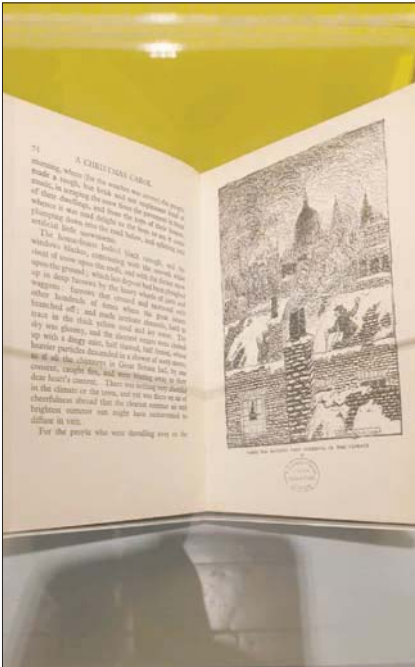 A CHRISTMAS CAROL
morning, where (for the weather was severe) the people
made a rough, but brisk and not unpleasant kind of
music, in scraping the snow from the pavement in front
of their dwellings, and from the tops of their houses:
whence it was mad delight to the boys to see it come
plumping down into the road below, and splitting into
artificial little snowstorms.
The house-fronts looked black enough, and the
windows blacker, contrasting with the smooth white
sheet of snow upon the roofs, and with the dirtier snow
upon the ground; which last deposit had been ploughed
up in deep furrows by the heavy wheels of carts and
waggons: furrows that crossed and recrossed each
other hundreds of times where the great streets
branched off; and made intricate channels, hard to
trace in the thick yellow mud and icy water. The
sky was gloomy, and the shortest streets were choked
up with a dingy mist, half thawed, half frozen, whose
heavier particles descended in a shower of sooty atoms,
as if all the chimneys in Great Britain had, by one
consent, caught fire, and were blazing away to their
dear heart's content. There was nothing very cheerful
in the climate or the town, and yet was there an air of
cheerfulness abroad that the clearest summer air and
brightest summer sun might have endeavoured to
diffuse in vain.
For the people who were shovelling away on the
THERE WAS NOTHING VERY CHEERFUL IN THE CLIMATE